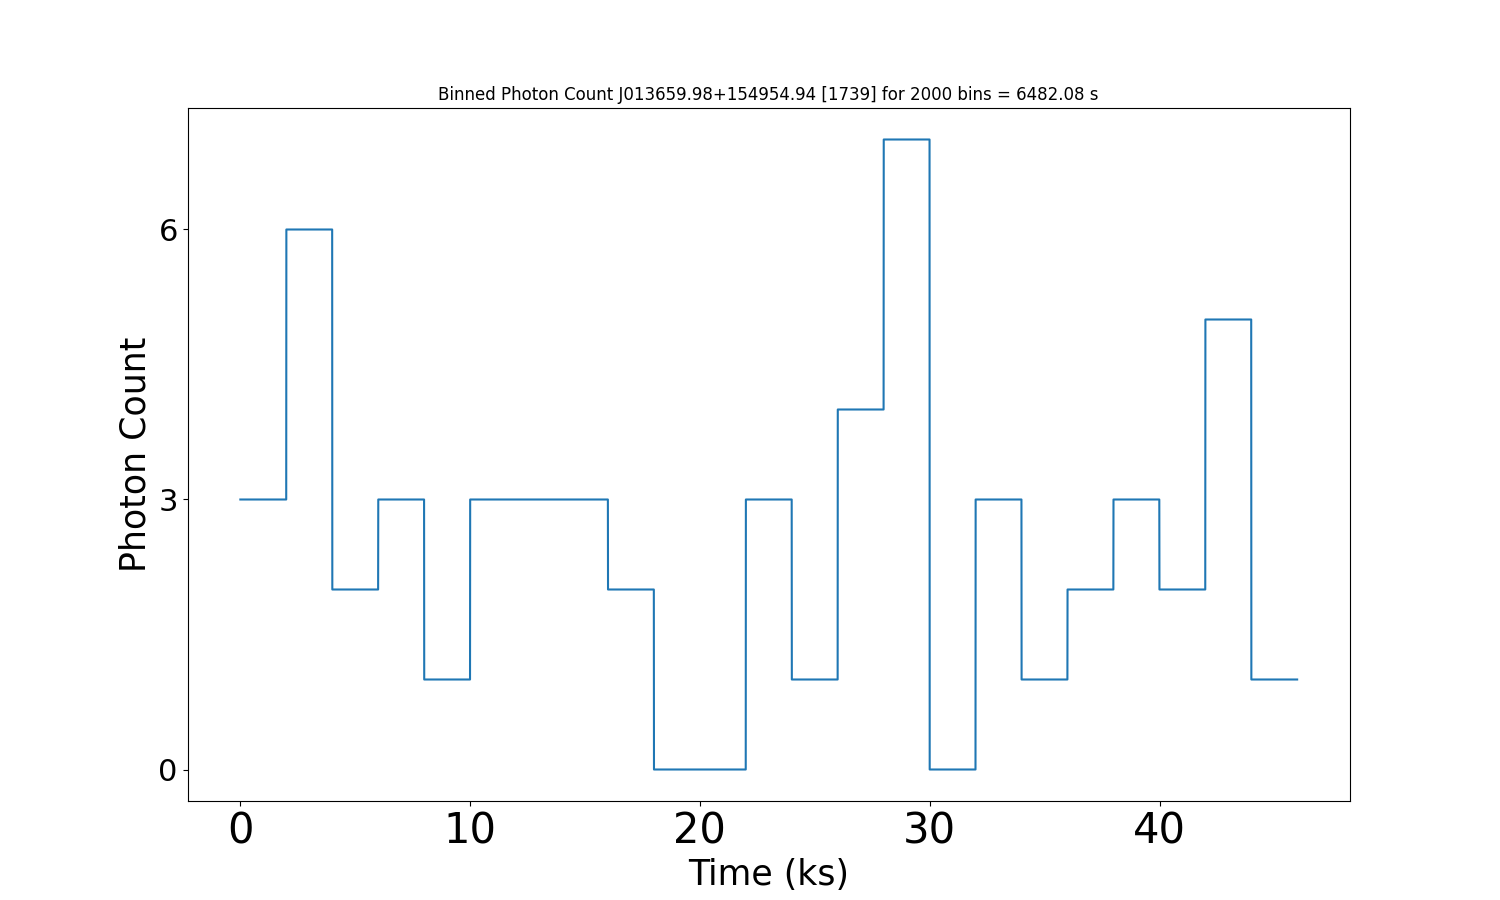 Binned Photon Count J013659.98+154954.94 [1739] for 2000 bins = 6482.08 s
Photon Count
6
3
0
0 10 20 30 40
Time (ks)